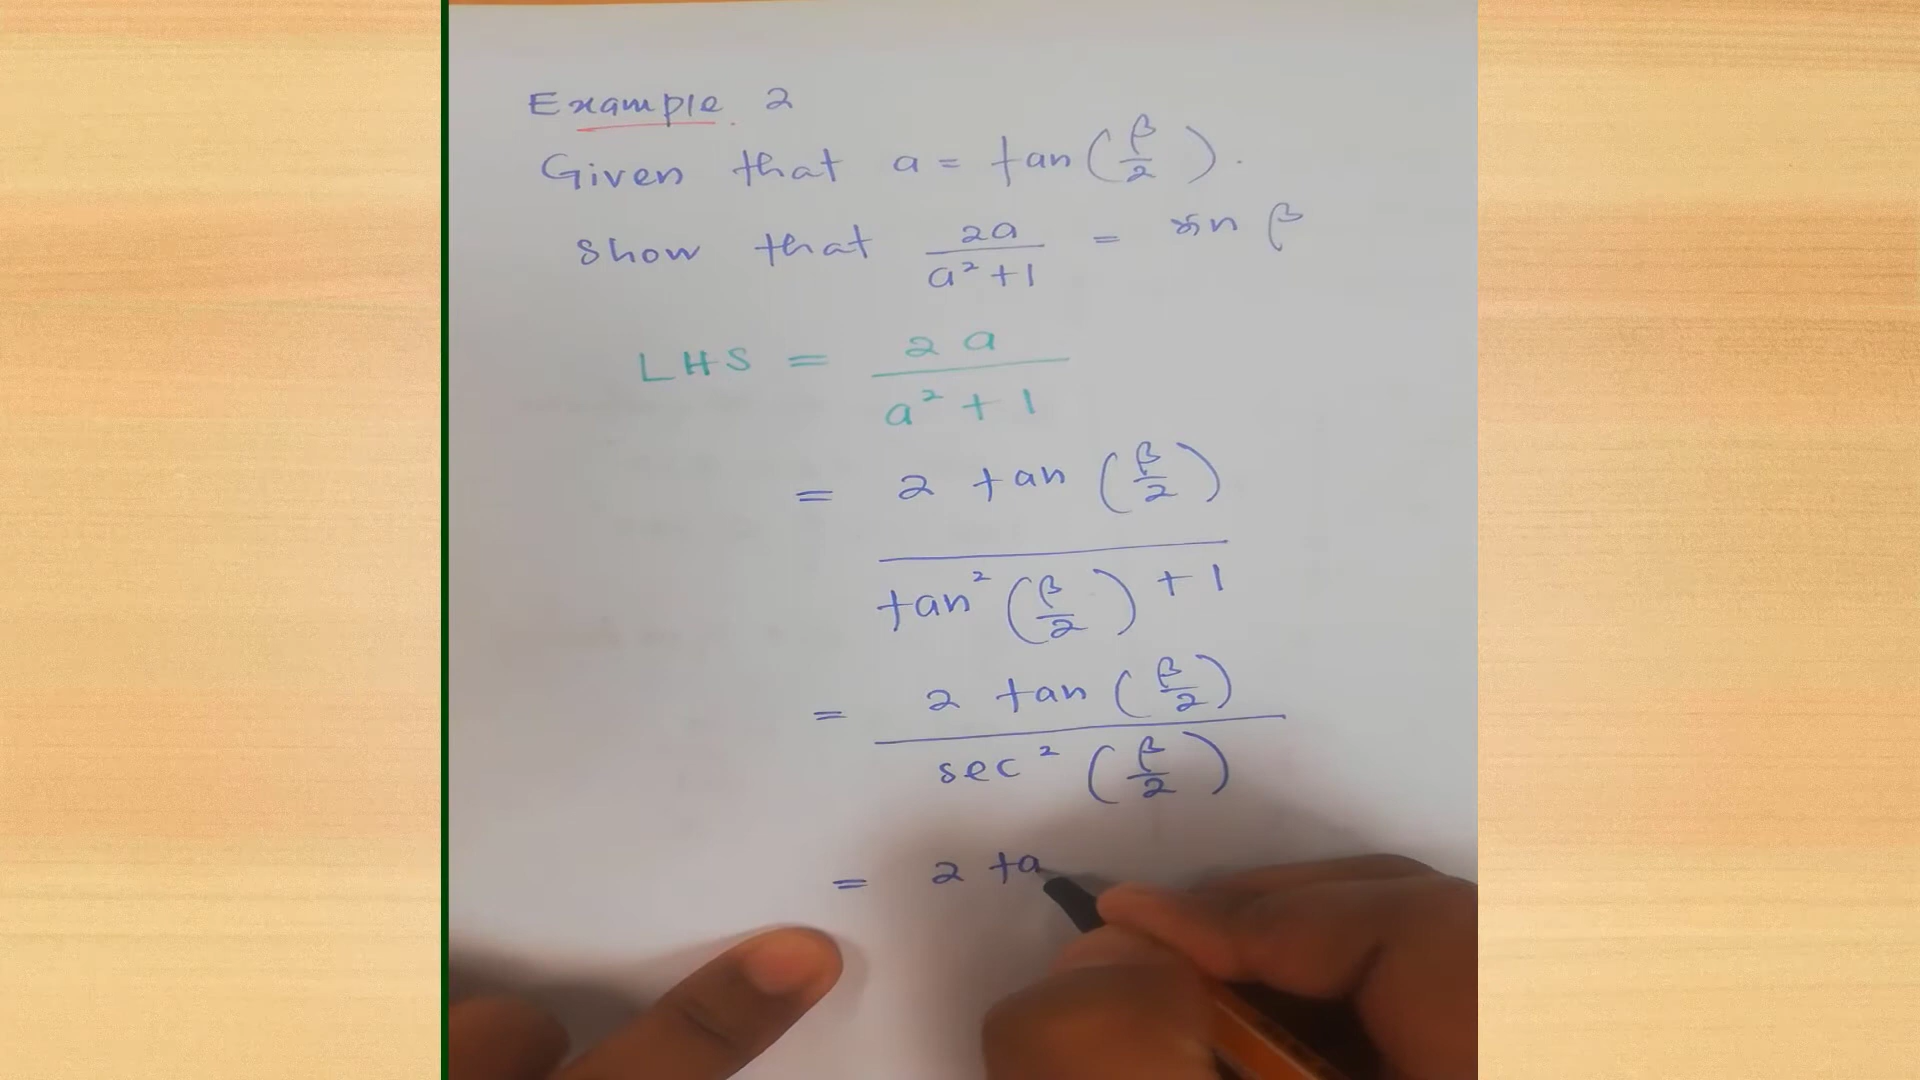 Example 2
Given that a = tan(β/2).
Show that 2a/(a²+1) = sin β
LHS = 2a/(a²+1)
= 2 tan(β/2)/(tan²(β/2)+1)
= 2 tan(β/2)/sec²(β/2)
= 2 ta